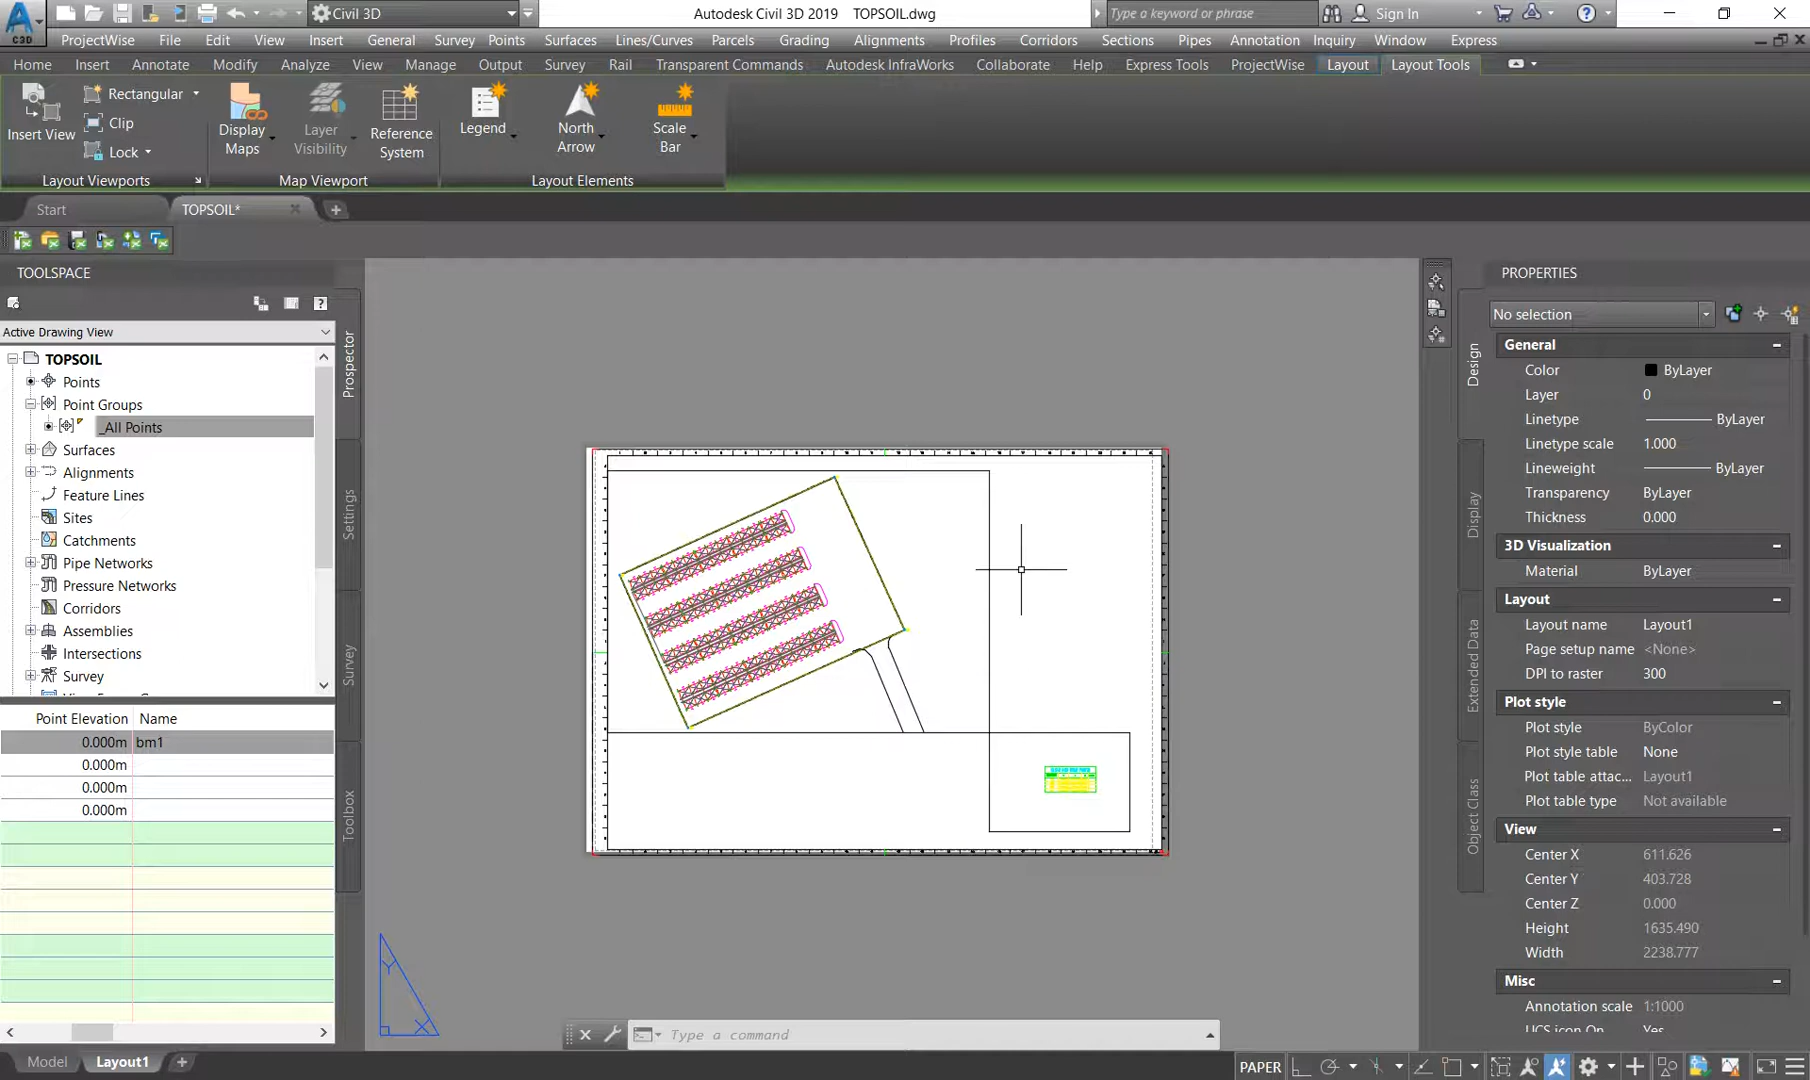 C3D
Civil 3D
Autodesk Civil 3D 2019 TOPSOIL.dwg
Type a keyword or phrase
Sign In
ProjectWise File Edit View Insert General Survey Points Surfaces Lines/Curves Parcels Grading Alignments Profiles Corridors Sections Pipes Annotation Inquiry Window Express
Home Insert Annotate Modify Analyze View Manage Output Survey Rail Transparent Commands Autodesk InfraWorks Collaborate Help Express Tools ProjectWise Layout Layout Tools
Insert View
Rectangular
Clip
Lock
Display Maps
Layer Visibility
Reference System
Legend
North Arrow
Scale Bar
Layout Viewports
Map Viewport
Layout Elements
Start
TOPSOIL*
TOOLSPACE
Active Drawing View
TOPSOIL
Points
Point Groups
_All Points
Surfaces
Alignments
Feature Lines
Sites
Catchments
Pipe Networks
Pressure Networks
Corridors
Assemblies
Intersections
Survey
Point Elevation Name
0.000m bm1
0.000m
0.000m
0.000m
Prospector
Settings
Survey
Toolbox
Y
X
Type a command
PROPERTIES
No selection
Design
Display
Extended Data
Object Class
General
Color ByLayer
Layer 0
Linetype ByLayer
Linetype scale 1.000
Lineweight ByLayer
Transparency ByLayer
Thickness 0.000
3D Visualization
Material ByLayer
Layout
Layout name Layout1
Page setup name <None>
DPI to raster 300
Plot style
Plot style ByColor
Plot style table None
Plot table attac... Layout1
Plot table type Not available
View
Center X 611.626
Center Y 403.728
Center Z 0.000
Height 1635.490
Width 2238.777
Misc
Annotation scale 1:1000
UCS icon On Yes
Model
Layout1
PAPER